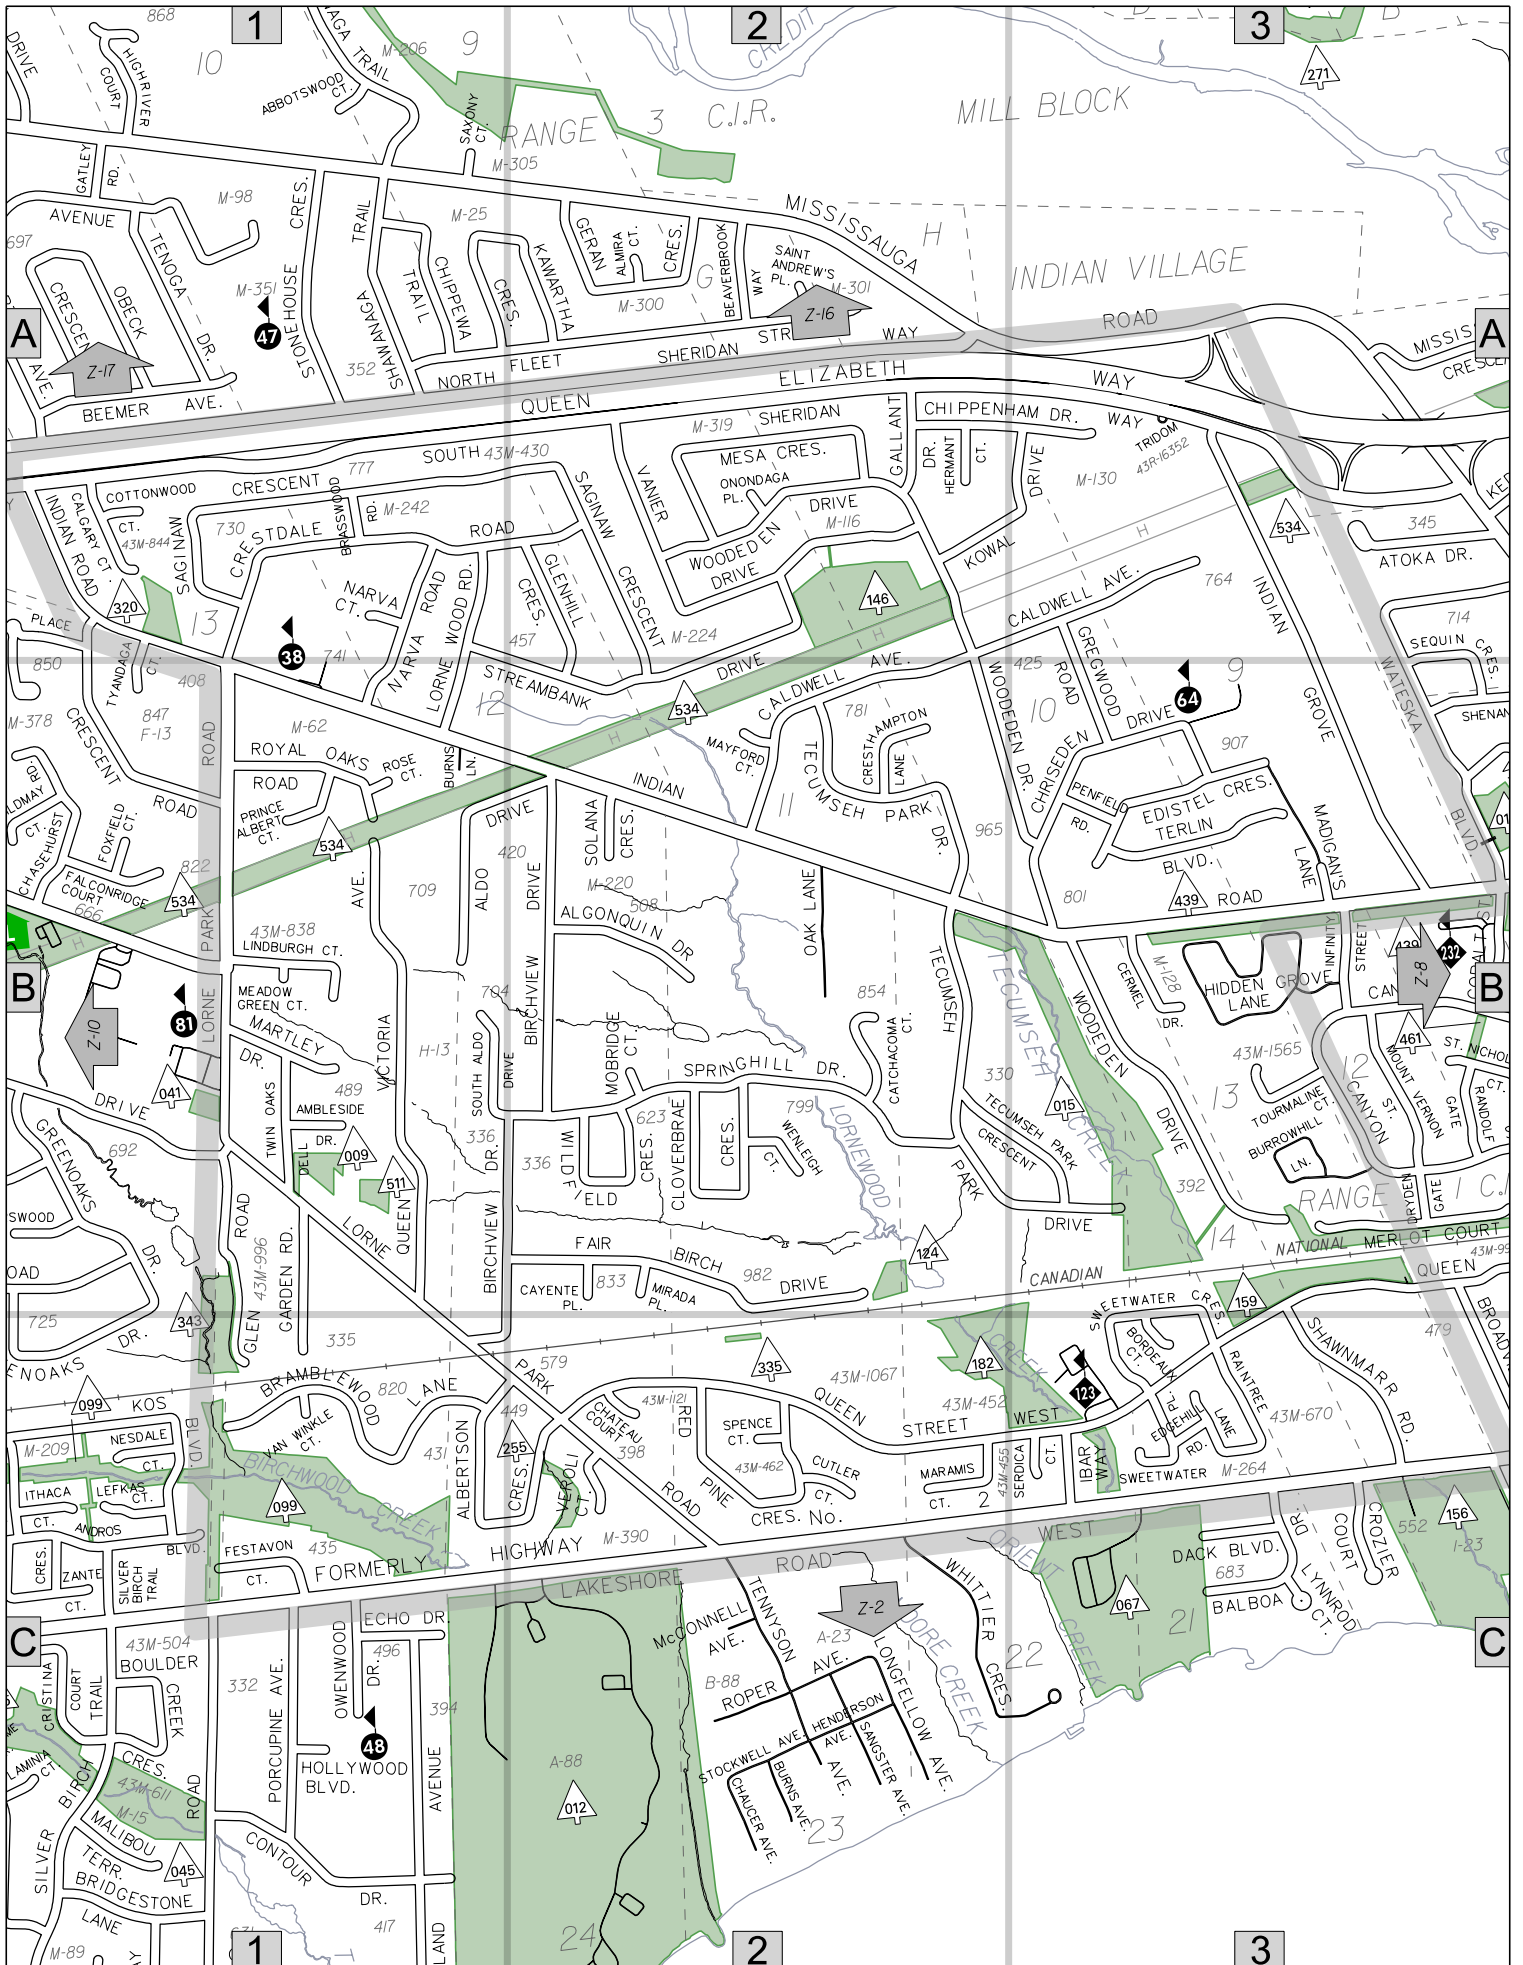 1
2
3
868
10
9
M-206
DRIVE
HIGHRIVER
COURT
ABBOTSWOOD
CT.
TRAIL
SAXONY
CT.
RANGE 3 C.I.R.
CREDIT
MILL BLOCK
271
M-305
GATLEY
RD.
M-98
AVENUE
697
TENOGA
DR.
CRES.
STONEHOUSE
M-351
47
TRAIL
SHAWANAGA
352
M-25
CHIPPEWA
TRAIL
CRES.
KAWARTHA
GERAN
ALMIRA
CT.
CRES.
M-300
G
BEAVERBROOK
WAY
SAINT
ANDREW'S
PL.
M-301
MISSISSAUGA
H
INDIAN VILLAGE
ROAD
OBECK
A
A
Z-17
Z-16
AVE.
BEEMER AVE.
NORTH
FLEET
SHERIDAN
WAY
QUEEN
ELIZABETH
WAY
SOUTH
43M-430
M-319
SHERIDAN
WAY
CHIPPENHAM DR.
TRIDOM
43R-16352
777
COTTONWOOD
CT.
CRESCENT
M-242
BRASSWOOD
RD.
MESA CRES.
ONONDAGA
PL.
GALLANT
DR.
HERMANT
CT.
DRIVE
KOWAL
M-130
INDIAN ROAD
CALGARY CT.
43M-844
SAGINAW
730
CRESTDALE
ROAD
SAGINAW
CRESCENT
VANIER
DRIVE
M-116
WOODEDEN
DRIVE
534
345
ATOKA DR.
320
13
NARVA
CT.
38
741
NARVA ROAD
LORNE WOOD RD.
GLENHILL
CRES.
457
M-224
146
H
CALDWELL AVE.
764
714
SEQUIN
CRES.
PLACE
850
TYANDAGA
CT.
408
STREAMBANK
DRIVE
534
CALDWELL
AVE.
425
10
WOODEDEN DR.
GREGWOOD
ROAD
64
9
INDIAN
GROVE
WATESKA
BLVD.
M-378
847
F-13
CRESCENT
ROAD
M-62
12
MAYFORD
CT.
781
CRESTHAMPTON
LANE
CHRISEDEN
DRIVE
907
ROYAL OAKS
ROAD
ROSE
CT.
BURNS
LN.
INDIAN
11
TECUMSEH
PARK
DR.
965
PENFIELD
RD.
EDISTEL CRES.
TERLIN
BLVD.
MADIGAN'S
LANE
CT.
FOXFIELD
CT.
CHASEHURST
PRINCE
ALBERT
CT.
DRIVE
SOLANA
CRES.
420
534
822
FALCONRIDGE
COURT
666
534
709
ALDO
BIRCHVIEW
DRIVE
M-220
508
ALGONQUIN DR
OAK LANE
801
439
ROAD
LORNE PARK
ROAD
43M-838
LINDBURGH CT.
AVE.
VICTORIA
TECUMSEH
CERMEL
DR.
M-128
HIDDEN GROVE
LANE
INFINITY
STREET
232
B
B
81
Z-10
Z-8
MEADOW
GREEN CT.
MARTLEY
DR.
704
H-13
MOBRIDGE
CT.
854
CATCHACOMA
CT.
TECUMSEH
CREEK
WOODEDEN
DRIVE
43M-1565
12
461
ST. NICHOL
CT.
MOUNT VERNON
ST.
GATE
RANDOLF
041
DRIVE
TWIN OAKS
489
AMBLESIDE
DR.
SOUTH ALDO
DRIVE
SPRINGHILL DR.
330
015
13
TOURMALINE
CT.
CANYON
BURROWHILL
LN.
GREENOAKS
DR.
692
DELL
009
511
336
DR.
336
WILDFIELD
623
CRES.
CLOVERBRAE
CRES.
799
WENLEIGH
CT.
LORNEWOOD
PARK
DRIVE
TECUMSEH PARK
CRESCENT
392
14
RANGE
DRYDEN
GATE
NATIONAL
MERLOT COURT
SWOOD
OAD
ROAD
GLEN
43M-996
GARDEN RD.
LORNE
QUEEN
BIRCHVIEW
FAIR BIRCH DRIVE
CAYENTE
PL.
833
MIRADA
PL.
982
124
CANADIAN
SWEETWATER CRES.
159
QUEEN
725
DR.
343
335
579
335
43M-1067
182
CREEK
43M-452
123
BORDEAUX
CT.
SHAWNMARR
RD.
479
ENOAKS
099
KOS
BLVD.
BRAMBLEWOOD
LANE
820
PARK
449
43M-1121
CHATEAU
COURT
RED
PINE
CRES. No. 2
SPENCE
CT.
QUEEN
STREET
WEST
RAINTREE
LANE
EDGEHILL
RD.
PL.
43M-670
M-209
NESDALE
CT.
VAN WINKLE
CT.
431
ALBERTSON
CRES.
255
VEROLI
CT.
398
43M-462
CUTLER
CT.
MARAMIS
CT.
43M-455
SERDICA
CT.
IBAR
WAY
SWEETWATER
M-264
ITHACA
CT.
LEFKAS
CT.
ANDROS
BLVD.
BIRCHWOOD
CREEK
099
ROAD
M-390
HIGHWAY
CRES.
ZANTE
CT.
SILVER
BIRCH
TRAIL
FESTAVON
CT.
435
FORMERLY
LAKESHORE
ROAD
WEST
ORIENT
CREEK
067
DACK BLVD.
683
BALBOA
DR.
COURT
CROZIER
LYNNROD
CT.
552
156
I-23
21
C
C
ECHO DR.
OWENWOOD
DR.
496
48
43M-504
BOULDER
CREEK
CRES.
CRISTINA
COURT
TRAIL
332
PORCUPINE AVE.
HOLLYWOOD
BLVD.
394
AVENUE
TENNYSON
AVE.
McCONNELL
AVE.
Z-2
A-23
B-88
ROPER
AVE.
LONGFELLOW
AVE.
WHITTIER
CRES.
22
MOORE CREEK
STOCKWELL AVE.
HENDERSON
AVE.
SANGSTER AVE.
BURNS AVE.
CHAUCER AVE.
23
A-88
012
24
LAMINIA
CT.
43M-611
M-15
BIRCH
SILVER
MALIBOU
TERR.
045
BRIDGESTONE
LANE
M-89
ROAD
CONTOUR
DR.
417
LAND
1
2
3